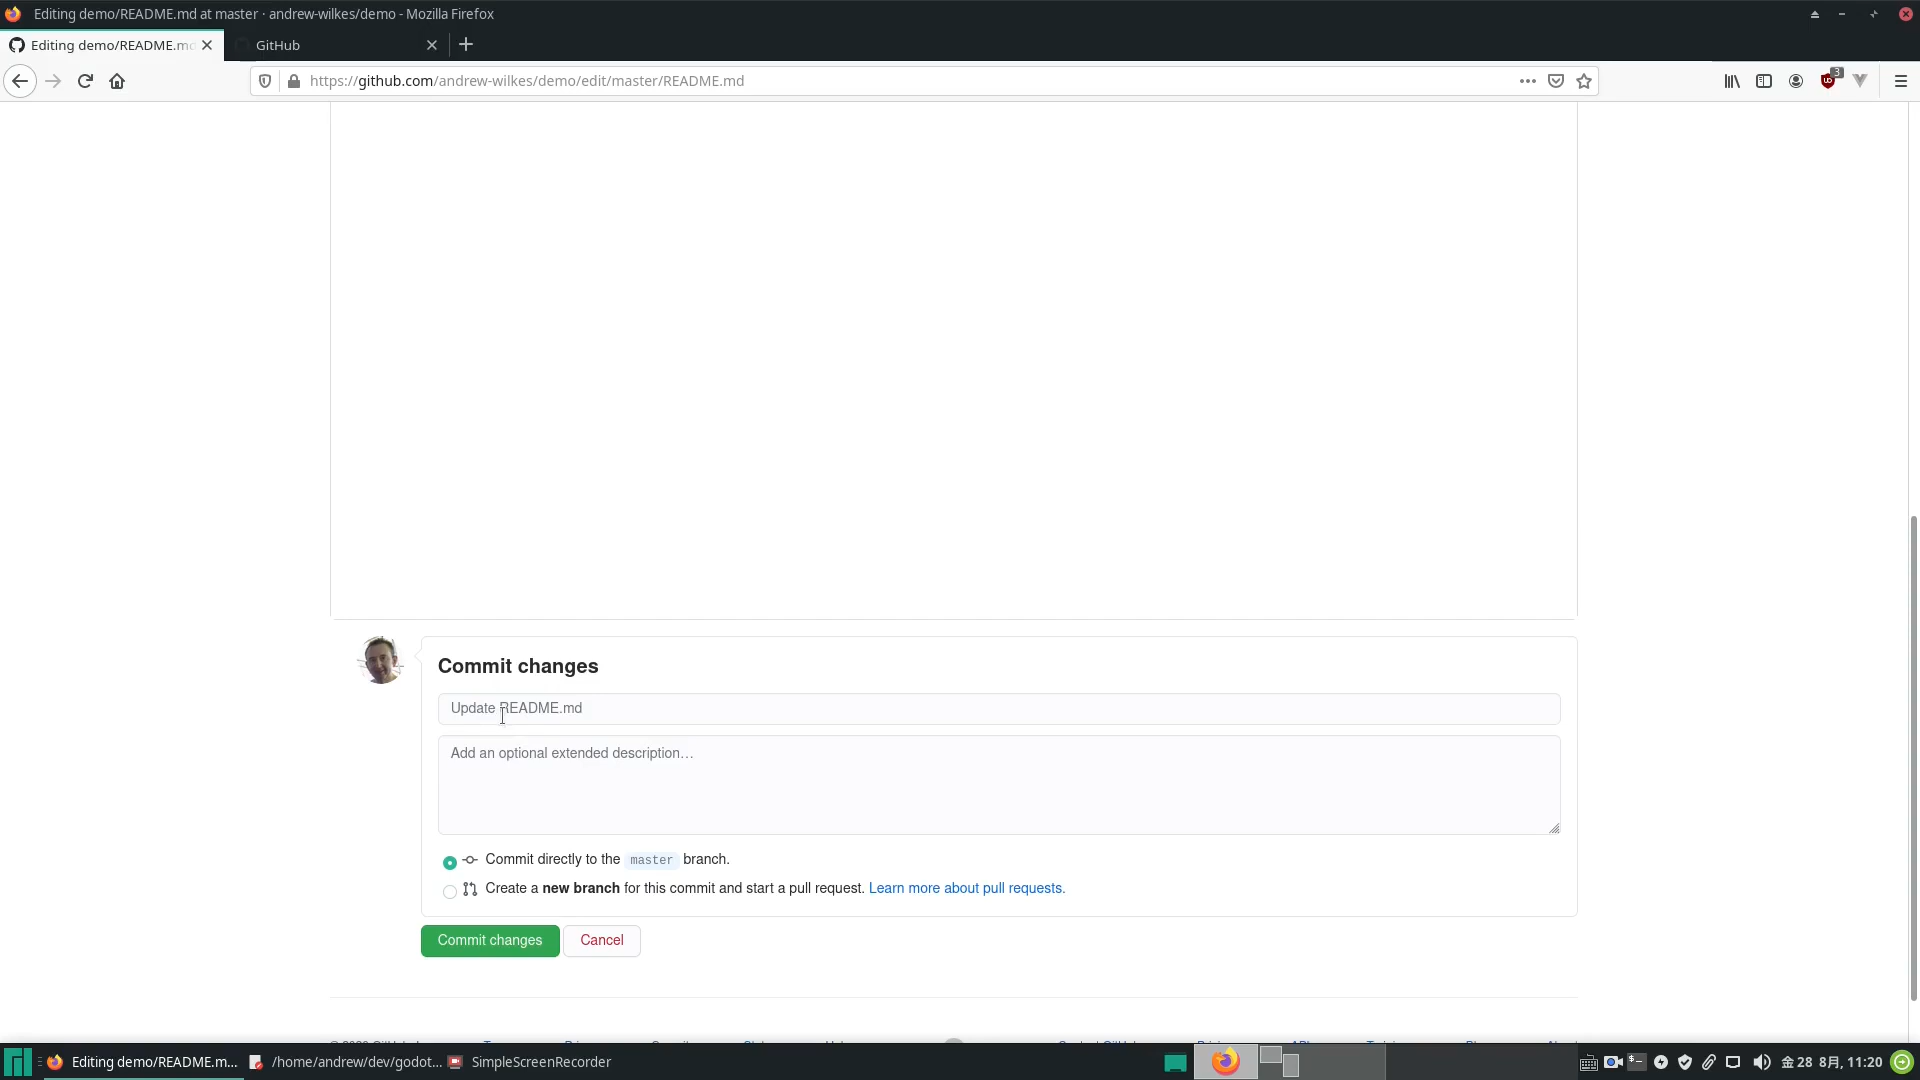 Editing demo/README.md at master · andrew-wilkes/demo - Mozilla Firefox
Editing demo/README.md
GitHub
https://github.com/andrew-wilkes/demo/edit/master/README.md
3
Commit changes
Update README.md
Add an optional extended description…
Commit directly to the master branch.
Create a new branch for this commit and start a pull request. Learn more about pull requests.
Commit changes
Cancel
Editing demo/README.m...
/home/andrew/dev/godot...
SimpleScreenRecorder
金 28 8月, 11:20